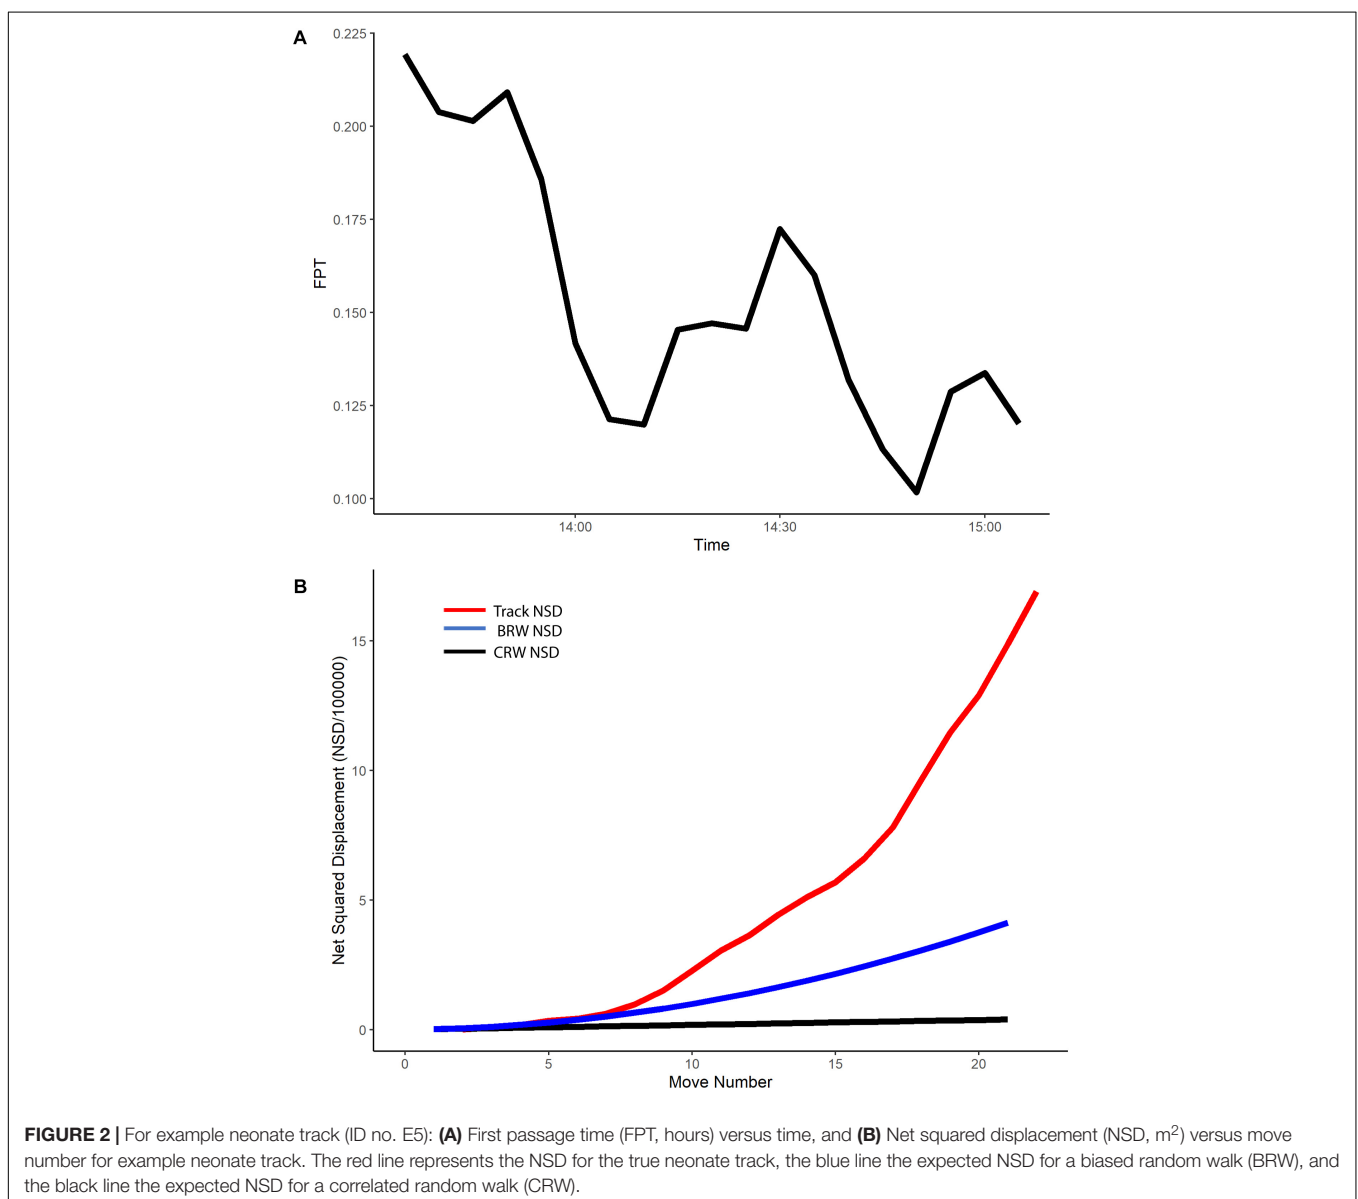 A
0.225
0.200
0.175
0.150
0.125
0.100
FPT
14:00 14:30 15:00
Time
B
Track NSD
BRW NSD
CRW NSD
15
10
5
0
Net Squared Displacement (NSD/100000)
0 5 10 15 20
Move Number
FIGURE 2 | For example neonate track (ID no. E5): (A) First passage time (FPT, hours) versus time, and (B) Net squared displacement (NSD, m²) versus move
number for example neonate track. The red line represents the NSD for the true neonate track, the blue line the expected NSD for a biased random walk (BRW), and
the black line the expected NSD for a correlated random walk (CRW).